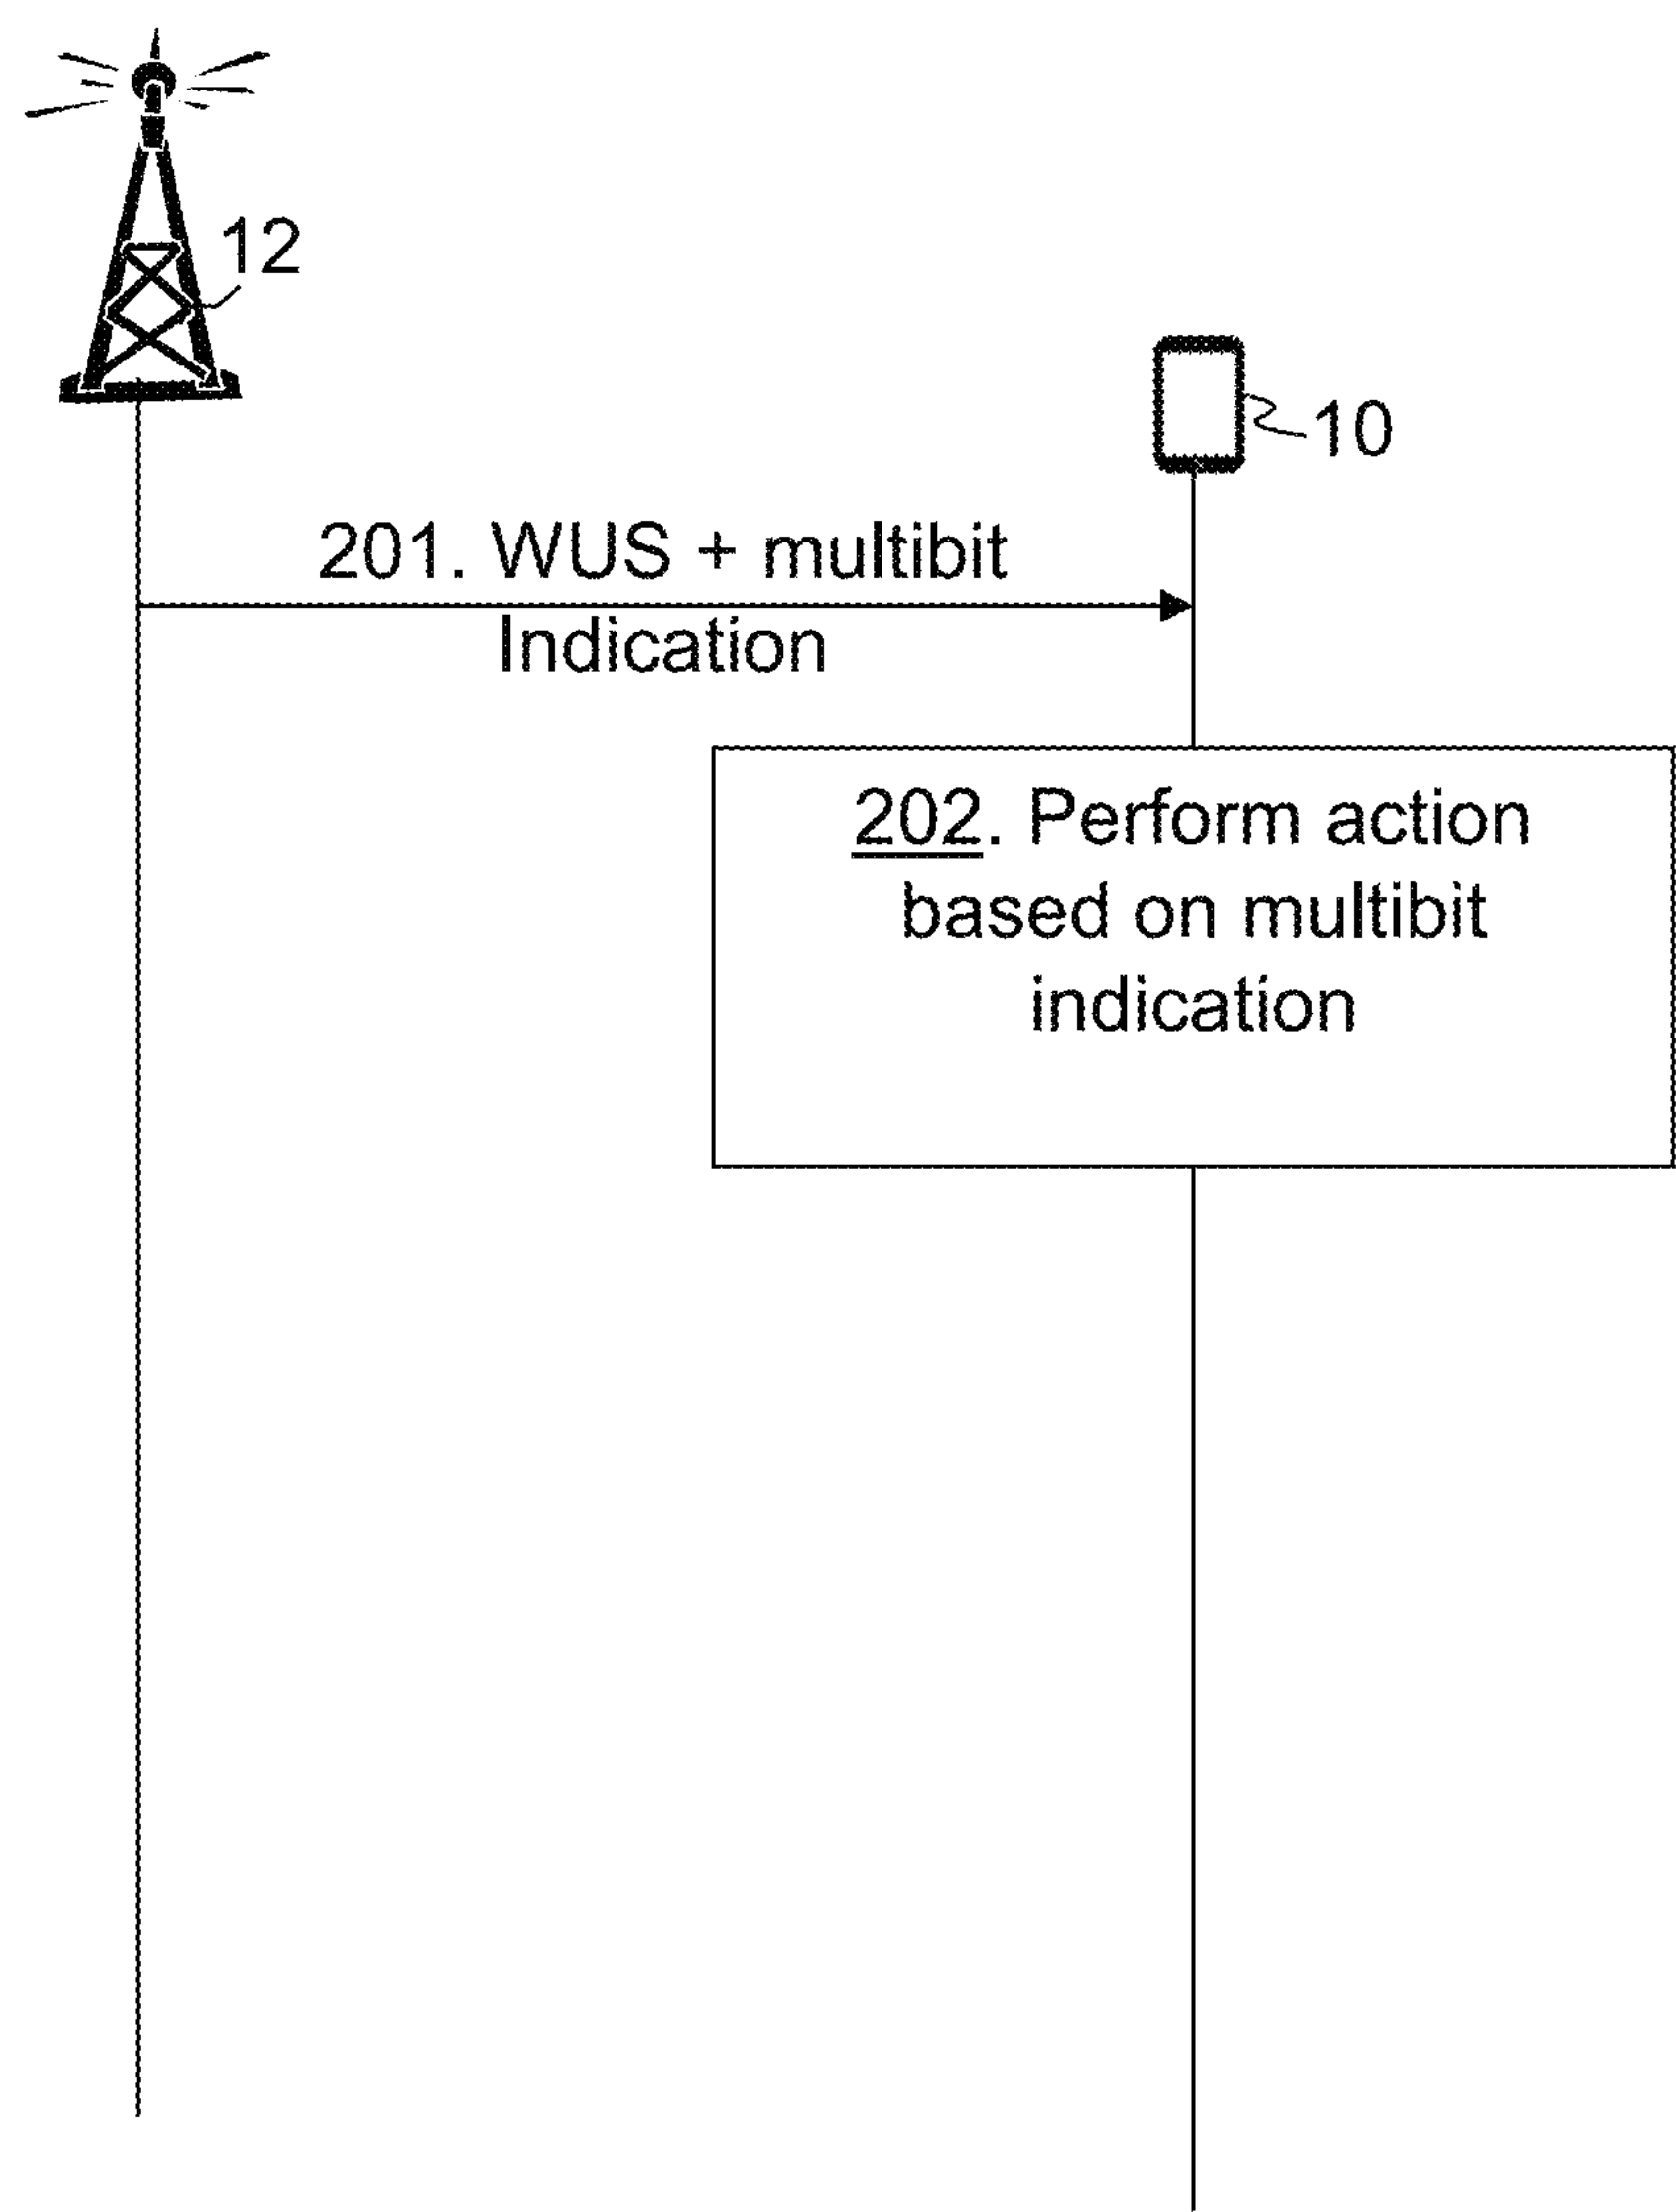 12
10
201. WUS + multibit
Indication
202. Perform action
based on multibit
indication